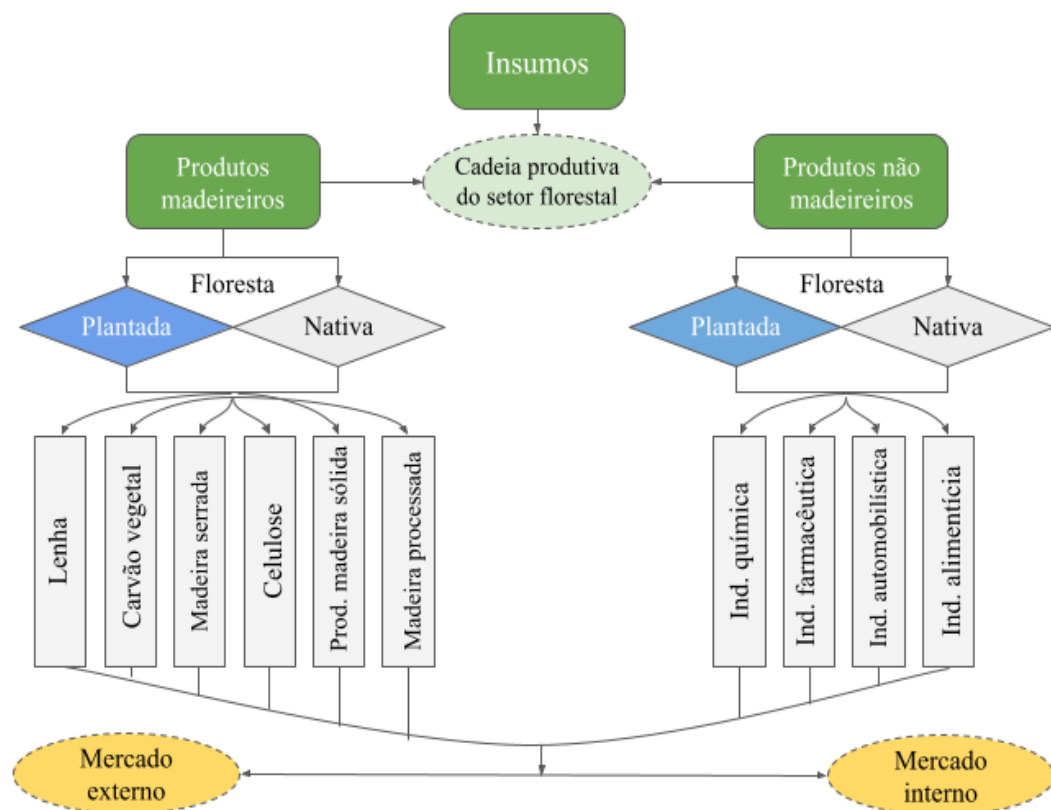 Insumos
Produtos
madeireiros
Cadeia produtiva
do setor florestal
Produtos não
madeireiros
Floresta
Plantada
Nativa
Floresta
Plantada
Nativa
Lenha
Carvão vegetal
Madeira serrada
Celulose
Prod. madeira sólida
Madeira processada
Ind. química
Ind. farmacêutica
Ind. automobilística
Ind. alimentícia
Mercado
externo
Mercado
interno